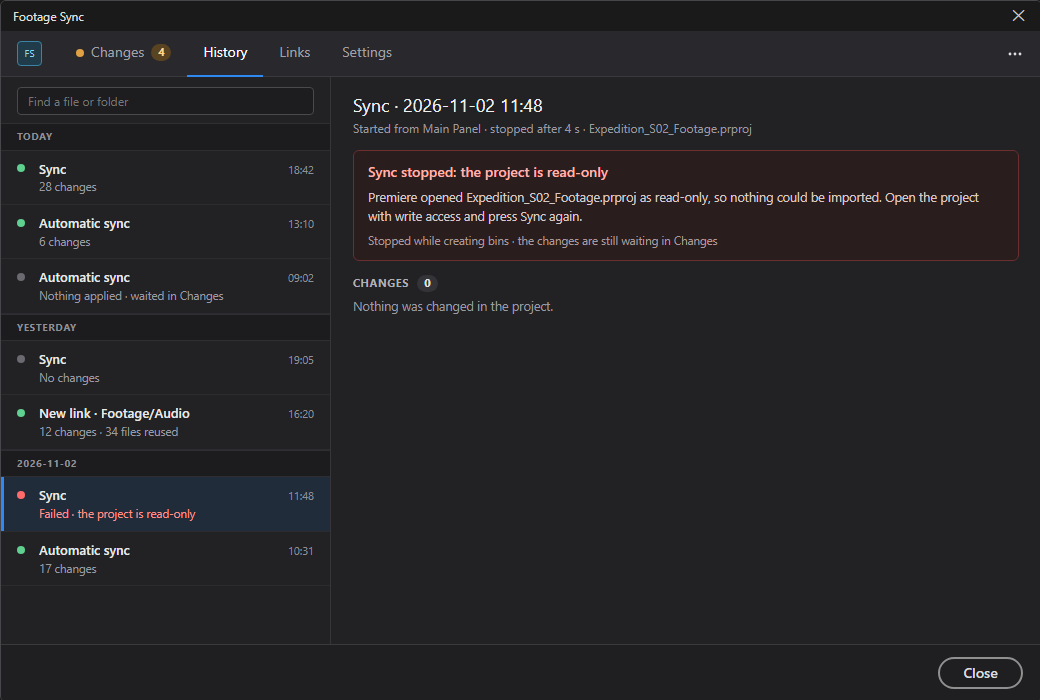 Footage Sync
FS
Changes 4
History
Links
Settings
Find a file or folder
TODAY
Sync 18:42
28 changes
Automatic sync 13:10
6 changes
Automatic sync 09:02
Nothing applied · waited in Changes
YESTERDAY
Sync 19:05
No changes
New link · Footage/Audio 16:20
12 changes · 34 files reused
2026-11-02
Sync 11:48
Failed · the project is read-only
Automatic sync 10:31
17 changes
Sync · 2026-11-02 11:48
Started from Main Panel · stopped after 4 s · Expedition_S02_Footage.prproj
Sync stopped: the project is read-only
Premiere opened Expedition_S02_Footage.prproj as read-only, so nothing could be imported. Open the project
with write access and press Sync again.
Stopped while creating bins · the changes are still waiting in Changes
CHANGES 0
Nothing was changed in the project.
Close